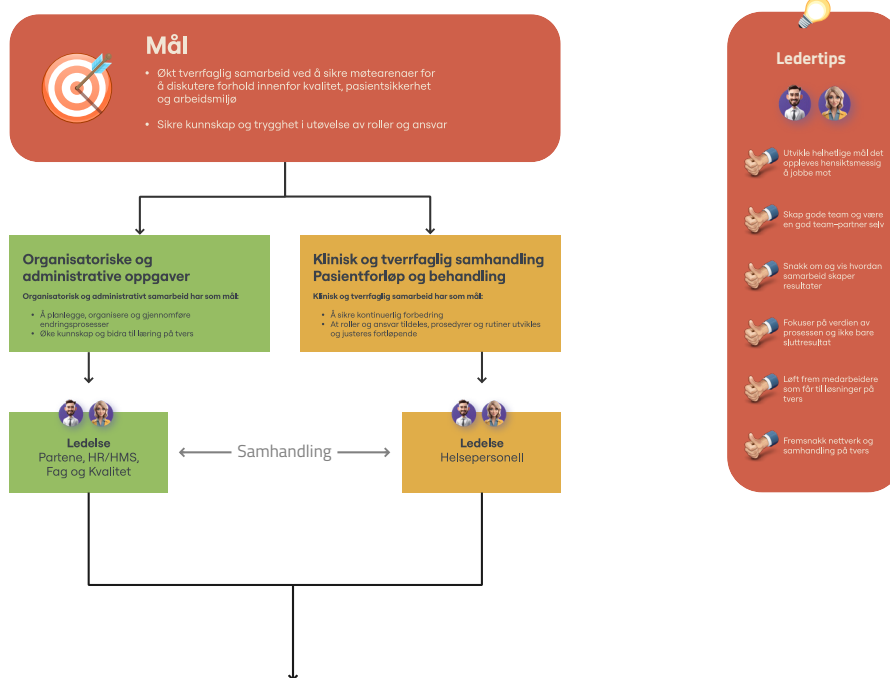 Mål
• Økt tverrfaglig samarbeid ved å sikre møtearenaer for
å diskutere forhold innenfor kvalitet, pasientsikkerhet
og arbeidsmiljø
• Sikre kunnskap og trygghet i utøvelse av roller og ansvar
Organisatoriske og
administrative oppgaver
Organisatorisk og administrativt samarbeid har som mål:
• Å planlegge, organisere og gjennomføre
endringsprosesser
• Øke kunnskap og bidra til læring på tvers
Klinisk og tverrfaglig samhandling
Pasientforløp og behandling
Klinisk og tverrfaglig samarbeid har som mål:
• Å sikre kontinuerlig forbedring
• At roller og ansvar tildeles, prosedyrer og rutiner utvikles
og justeres fortløpende
Ledelse
Partene, HR/HMS,
Fag og Kvalitet
Samhandling
Ledelse
Helsepersonell
Ledertips
Utvikle helhetlige mål det
oppleves hensiktsmessig
å jobbe mot
Skap gode team og være
en god team-partner selv
Snakk om og vis hvordan
samarbeid skaper
resultater
Fokuser på verdien av
prosessen og ikke bare
sluttresultat
Løft frem medarbeidere
som får til løsninger på
tvers
Fremsnakk nettverk og
samhandling på tvers